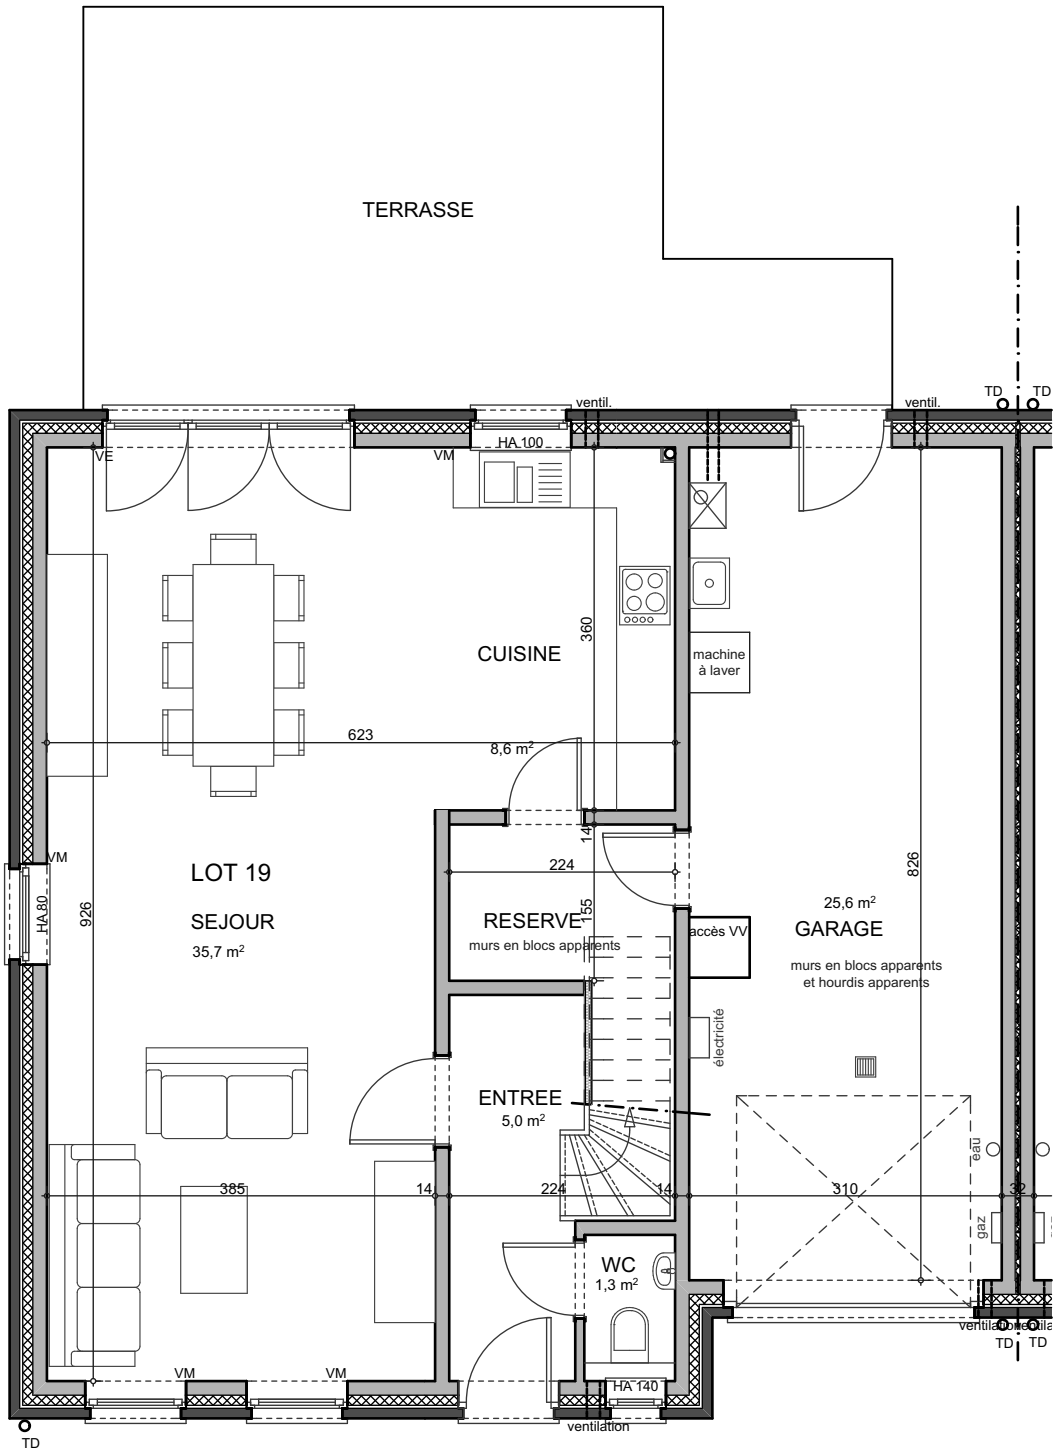 TERRASSE
TD
TD
ventil.
ventil.
HA 100
VE
VM
360
CUISINE
machine
à laver
623
8,6 m²
14
826
VM
LOT 19
224
HA 80
926
155
25,6 m²
SEJOUR
RESERVE
accès VV
GARAGE
35,7 m²
murs en blocs apparents
murs en blocs apparents
et hourdis apparents
électricité
ENTREE
5,0 m²
eau
385
14
224
14
310
32
gaz
WC
1,3 m²
ventilation
TD
TD
VM
VM
HA 140
ventilation
TD